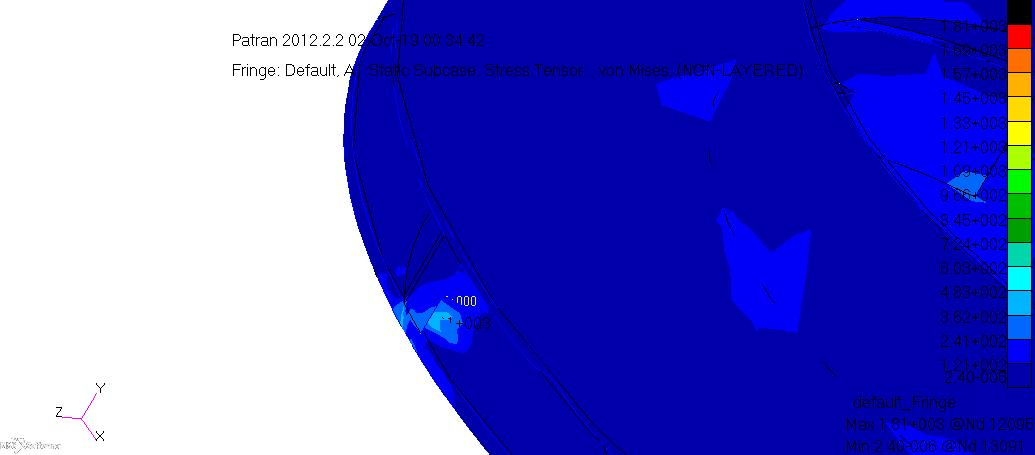 Patran 2012.2.2 02-Oct-13 00:34:42
Fringe: Default, A, Static Subcase, Stress Tensor, , von Mises, (NON-LAYERED)
1.81+003
1.69+003
1.57+003
1.45+003
1.33+003
1.21+003
1.09+003
9.66+002
8.45+002
7.24+002
6.03+002
4.83+002
3.62+002
2.41+002
1.21+002
2.40-006
000
1+003
Y
Z
X
default_Fringe
Max 1.81+003 @Nd 12096
Min 2.40-006 @Nd 13091